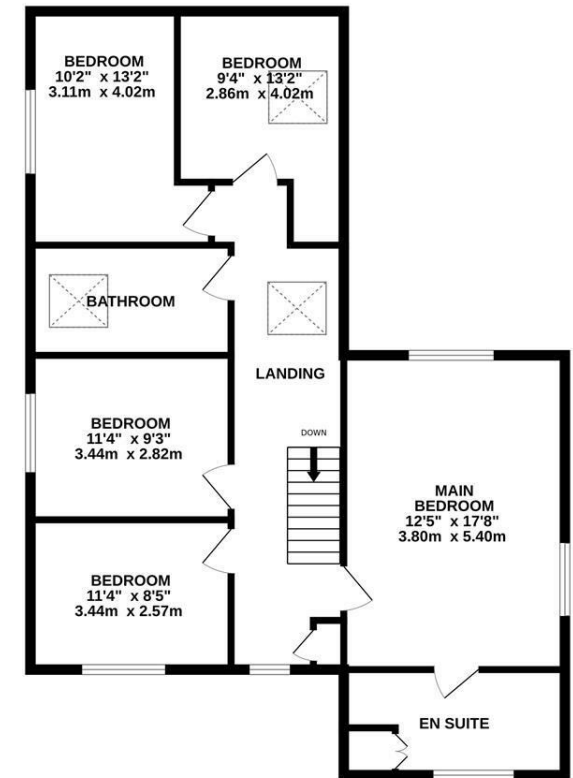 BEDROOM
10'2" x 13'2"
3.11m x 4.02m
BEDROOM
9'4" x 13'2"
2.86m x 4.02m
BATHROOM
LANDING
BEDROOM
11'4" x 9'3"
3.44m x 2.82m
DOWN
MAIN
BEDROOM
12'5" x 17'8"
3.80m x 5.40m
BEDROOM
11'4" x 8'5"
3.44m x 2.57m
EN SUITE